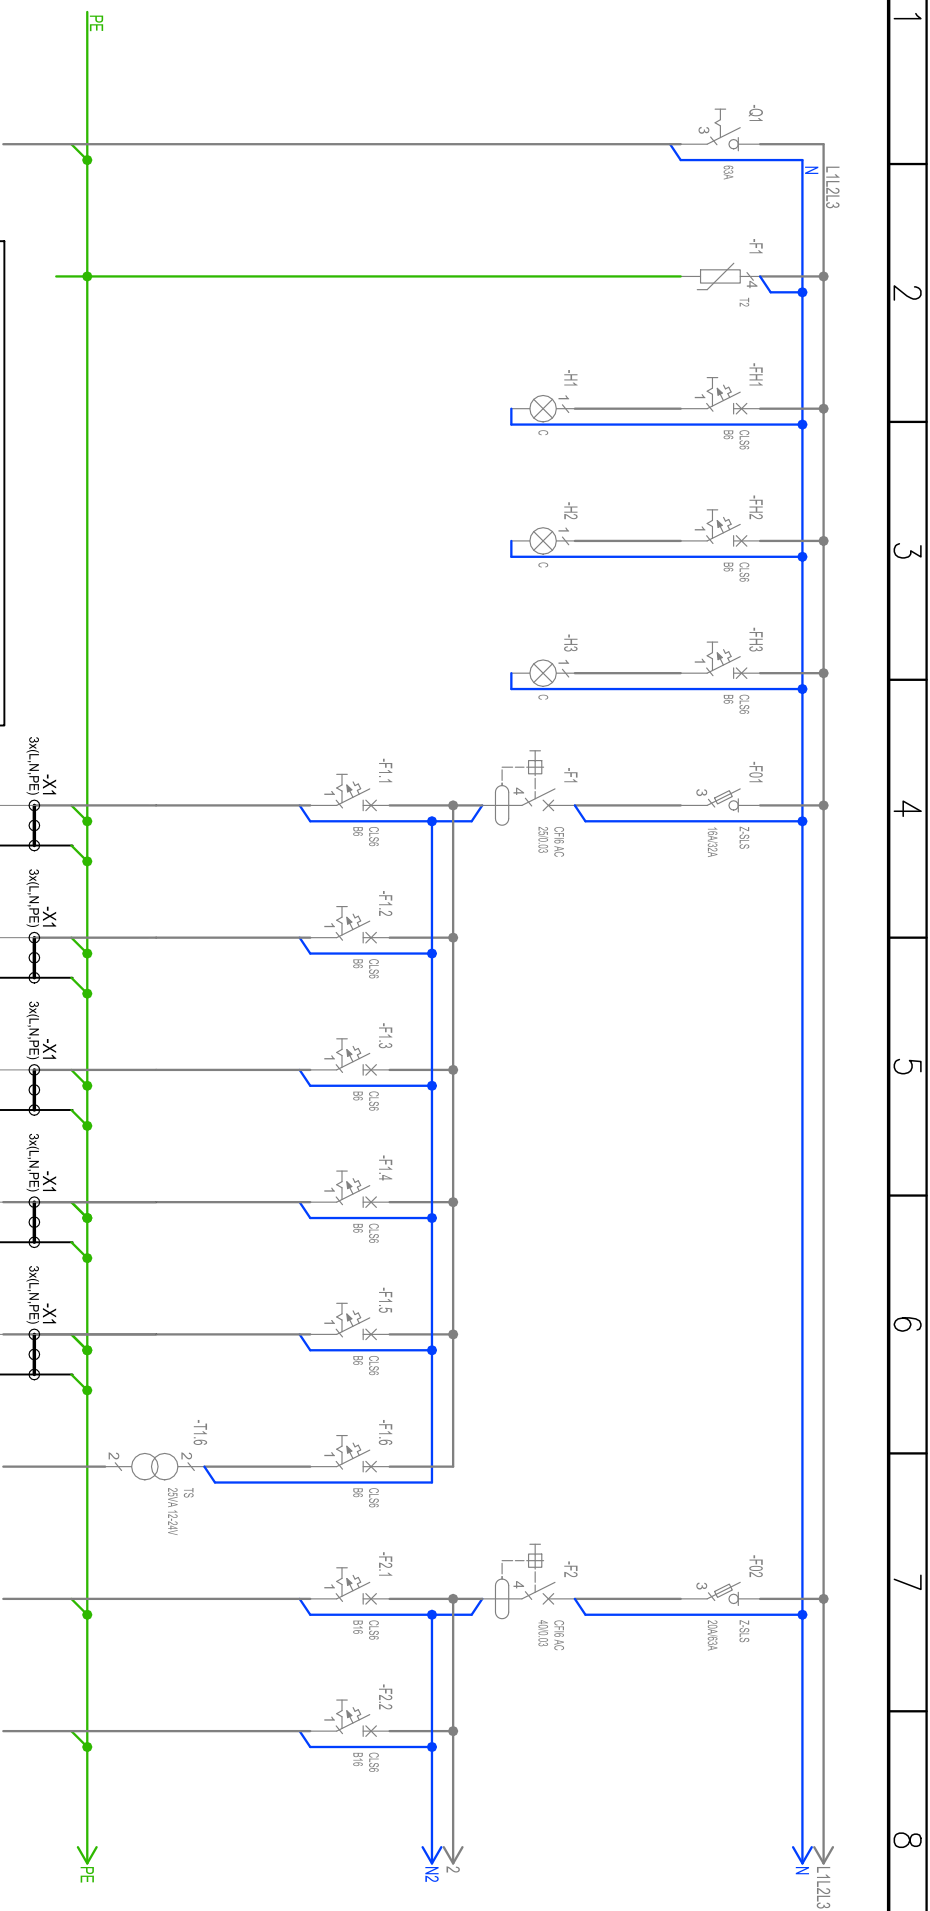 1 2 3 4 5 6 7 8
L1L2L3
N
L1L2L3
N
-Q1
3
63A
-F1
4
T2
-FH1
1
CLS6
B6
-FH2
1
CLS6
B6
-FH3
1
CLS6
B6
-F01
3
Z-SLS
16A/32A
-F02
3
Z-SLS
20A/63A
-H1
1
C
-H2
1
C
-H3
1
C
-F1
4
CFI6 AC
25/0.03
-F2
4
CFI6 AC
40/0.03
2
N2
-F1.1
1
CLS6
B6
-F1.2
1
CLS6
B6
-F1.3
1
CLS6
B6
-F1.4
1
CLS6
B6
-F1.5
1
CLS6
B6
-F1.6
1
CLS6
B6
-F2.1
1
CLS6
B16
-F2.2
1
CLS6
B16
-T1.6
2
2
TS
25VA 12-24V
PE
PE
-X1
3x(L,N,PE)
-X1
3x(L,N,PE)
-X1
3x(L,N,PE)
-X1
3x(L,N,PE)
-X1
3x(L,N,PE)